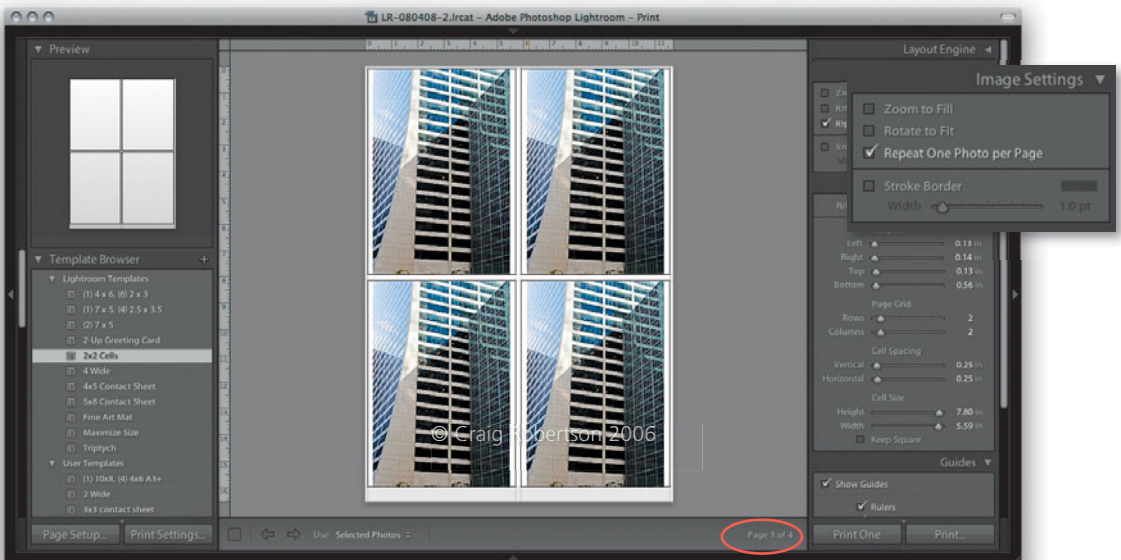 LR-080408-2.lrcat - Adobe Photoshop Lightroom - Print
Preview
Template Browser +
Lightroom Templates
(1) 4 x 6, (6) 2 x 3
(1) 7 x 5, (4) 2.5 x 3.5
(2) 7 x 5
2-Up Greeting Card
2x2 Cells
4 Wide
4x5 Contact Sheet
5x8 Contact Sheet
Fine Art Mat
Maximize Size
Triptych
User Templates
(1) 10x8, (4) 4x6 A3+
2 Wide
3x3 contact sheet
Page Setup...
Print Settings...
© Craig Robertson 2006
Use: Selected Photos
Page 3 of 4
Layout Engine
Image Settings
Zoom to Fill
Rotate to Fit
Repeat One Photo per Page
Stroke Border
Width 1.0 pt
Left 0.13 in
Right 0.14 in
Top 0.13 in
Bottom 0.56 in
Page Grid
Rows 2
Columns 2
Cell Spacing
Vertical 0.25 in
Horizontal 0.25 in
Cell Size
Height 7.80 in
Width 5.59 in
Keep Square
Guides
Show Guides
Rulers
Print One
Print...